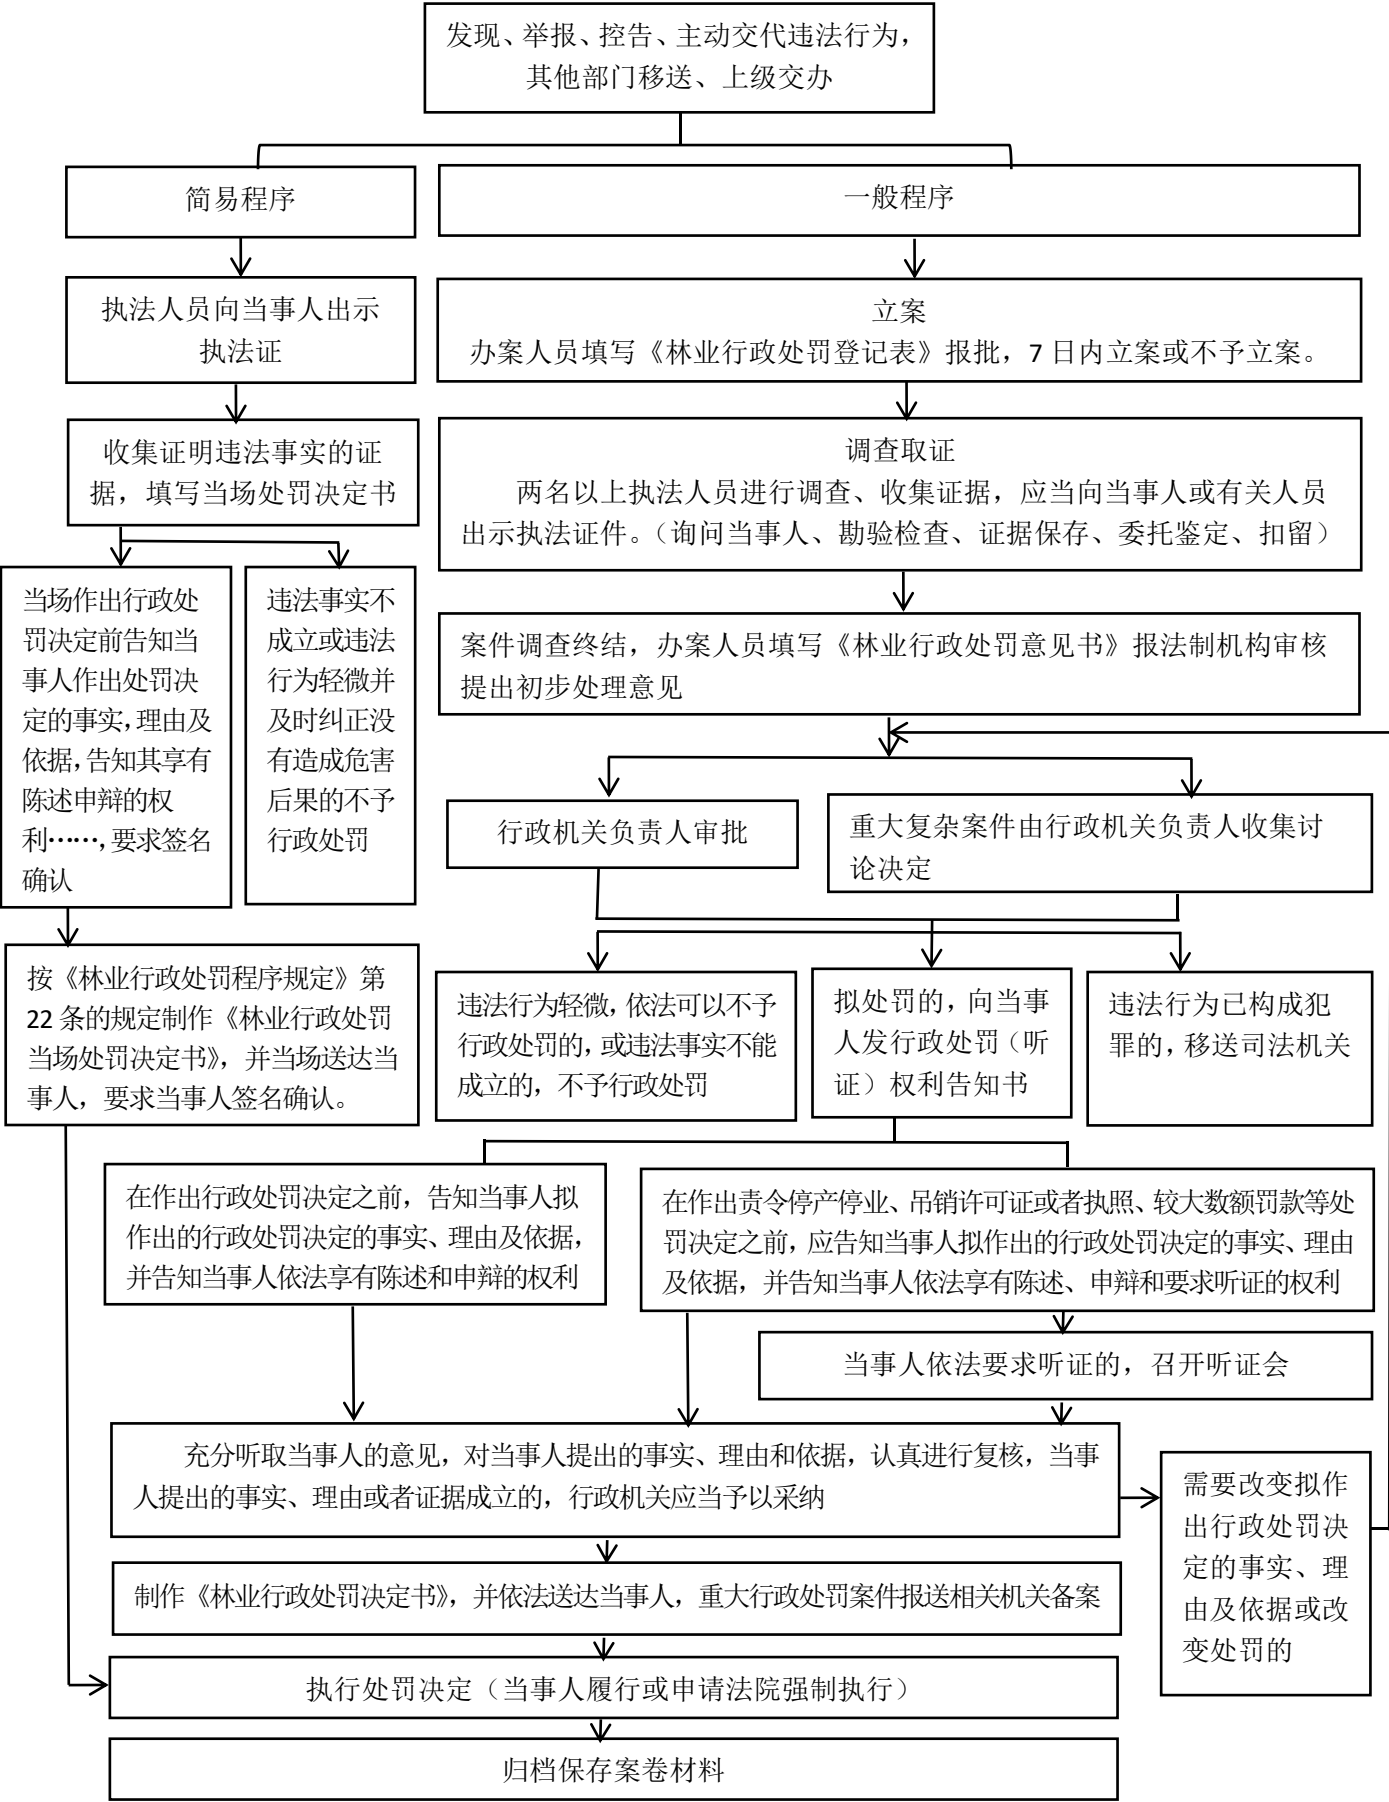 发现、举报、控告、主动交代违法行为，
其他部门移送、上级交办
简易程序
一般程序
执法人员向当事人出示
执法证
立案
办案人员填写《林业行政处罚登记表》报批，7 日内立案或不予立案。
收集证明违法事实的证
据，填写当场处罚决定书
调查取证
两名以上执法人员进行调查、收集证据，应当向当事人或有关人员
出示执法证件。（询问当事人、勘验检查、证据保存、委托鉴定、扣留）
当场作出行政处
罚决定前告知当
事人作出处罚决
定的事实，理由及
依据，告知其享有
陈述申辩的权
利……，要求签名
确认
违法事实不
成立或违法
行为轻微并
及时纠正没
有造成危害
后果的不予
行政处罚
案件调查终结，办案人员填写《林业行政处罚意见书》报法制机构审核
提出初步处理意见
行政机关负责人审批
重大复杂案件由行政机关负责人收集讨
论决定
按《林业行政处罚程序规定》第
22 条的规定制作《林业行政处罚
当场处罚决定书》，并当场送达当
事人，要求当事人签名确认。
违法行为轻微，依法可以不予
行政处罚的，或违法事实不能
成立的，不予行政处罚
拟处罚的，向当事
人发行政处罚（听
证）权利告知书
违法行为已构成犯
罪的，移送司法机关
在作出行政处罚决定之前，告知当事人拟
作出的行政处罚决定的事实、理由及依据，
并告知当事人依法享有陈述和申辩的权利
在作出责令停产停业、吊销许可证或者执照、较大数额罚款等处
罚决定之前，应告知当事人拟作出的行政处罚决定的事实、理由
及依据，并告知当事人依法享有陈述、申辩和要求听证的权利
当事人依法要求听证的，召开听证会
充分听取当事人的意见，对当事人提出的事实、理由和依据，认真进行复核，当事
人提出的事实、理由或者证据成立的，行政机关应当予以采纳
需要改变拟作
出行政处罚决
定的事实、理
由及依据或改
变处罚的
制作《林业行政处罚决定书》，并依法送达当事人，重大行政处罚案件报送相关机关备案
执行处罚决定（当事人履行或申请法院强制执行）
归档保存案卷材料